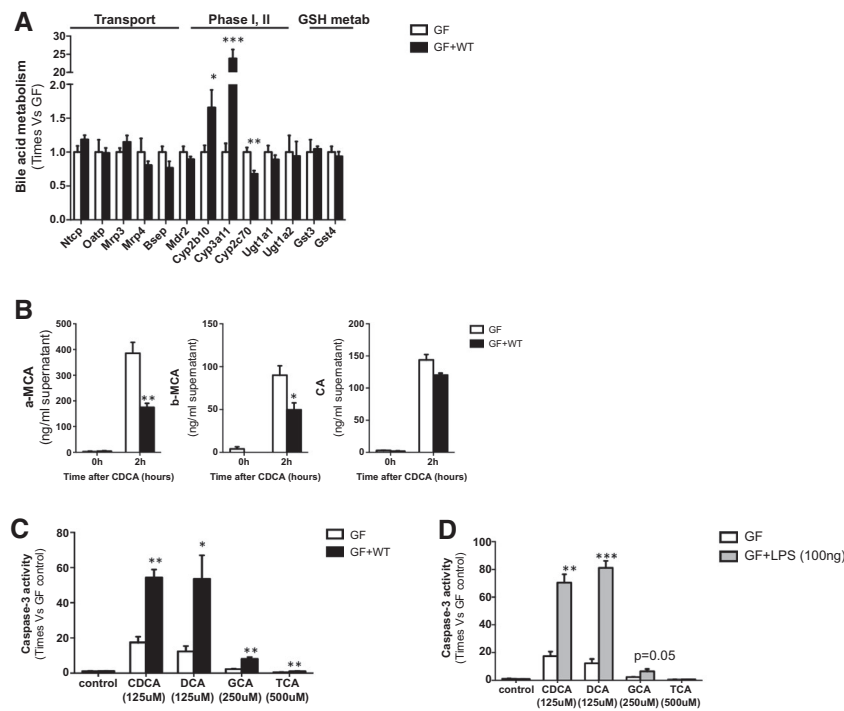 A
Transport
Phase I, II
GSH metab
GF
GF+WT
Bile acid metabolism
(Times Vs GF)
30
25
20
2.0
1.5
1.0
0.5
0.0
***
*
**
Ntcp
Oatp
Mrp3
Mrp4
Bsep
Mdr2
Cyp2b10
Cyp3a11
Cyp2c70
Ugt1a1
Ugt1a2
Gst3
Gst4
B
a-MCA
(ng/ml supernatant)
500
400
300
200
100
0
**
0h
2h
Time after CDCA (hours)
b-MCA
(ng/ml supernatant)
150
100
50
0
*
0h
2h
Time after CDCA (hours)
CA
(ng/ml supernatant)
200
150
100
50
0
0h
2h
Time after CDCA (hours)
GF
GF+WT
C
Caspase-3 activity
(Times Vs GF control)
80
60
40
20
0
**
*
**
**
control
CDCA
(125uM)
DCA
(125uM)
GCA
(250uM)
TCA
(500uM)
GF
GF+WT
D
Caspase-3 activity
(Times Vs GF control)
100
80
60
40
20
0
**
***
p=0.05
control
CDCA
(125uM)
DCA
(125uM)
GCA
(250uM)
TCA
(500uM)
GF
GF+LPS (100ng)